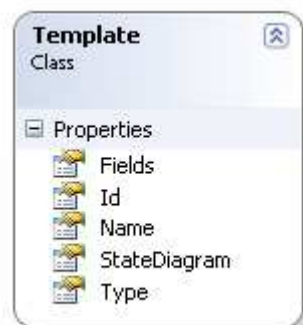 Template
Class
Properties
Fields
Id
Name
StateDiagram
Type